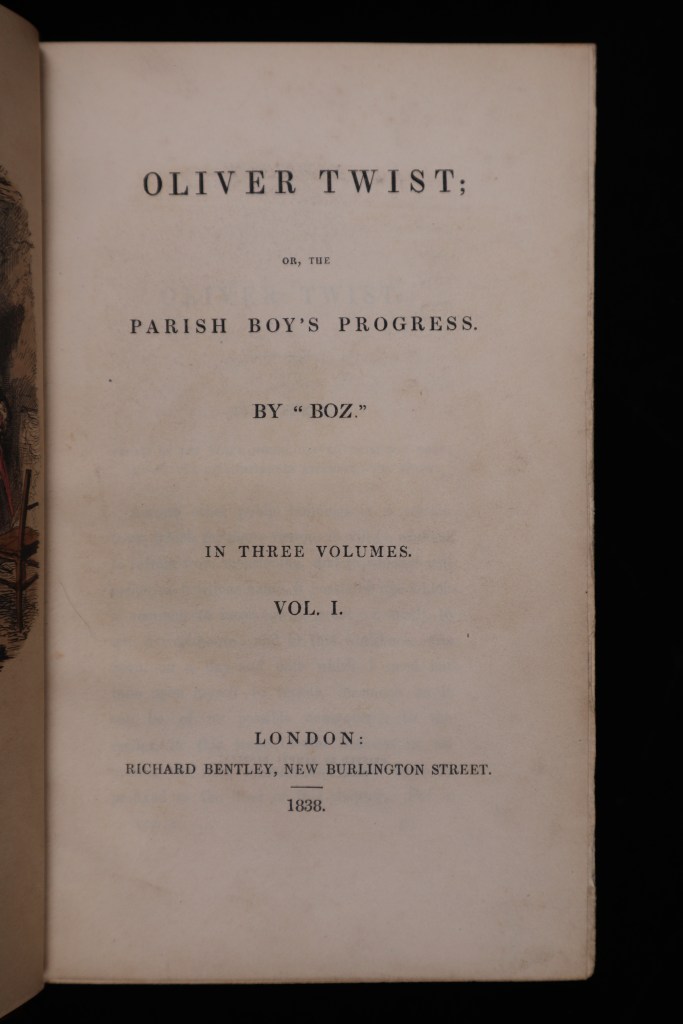 OLIVER TWIST;
OR, THE
PARISH BOY'S PROGRESS.
BY “ BOZ.”
IN THREE VOLUMES.
VOL. I.
LONDON:
RICHARD BENTLEY, NEW BURLINGTON STREET.
1838.